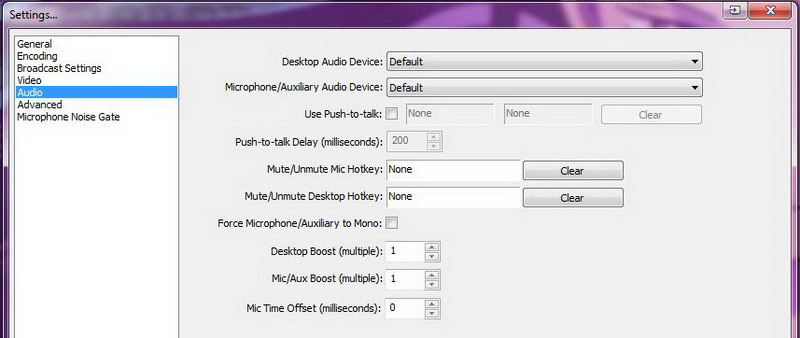 Settings...
General
Encoding
Broadcast Settings
Video
Audio
Advanced
Microphone Noise Gate
Desktop Audio Device: Default
Microphone/Auxiliary Audio Device: Default
Use Push-to-talk: None None Clear
Push-to-talk Delay (milliseconds): 200
Mute/Unmute Mic Hotkey: None Clear
Mute/Unmute Desktop Hotkey: None Clear
Force Microphone/Auxiliary to Mono:
Desktop Boost (multiple): 1
Mic/Aux Boost (multiple): 1
Mic Time Offset (milliseconds): 0